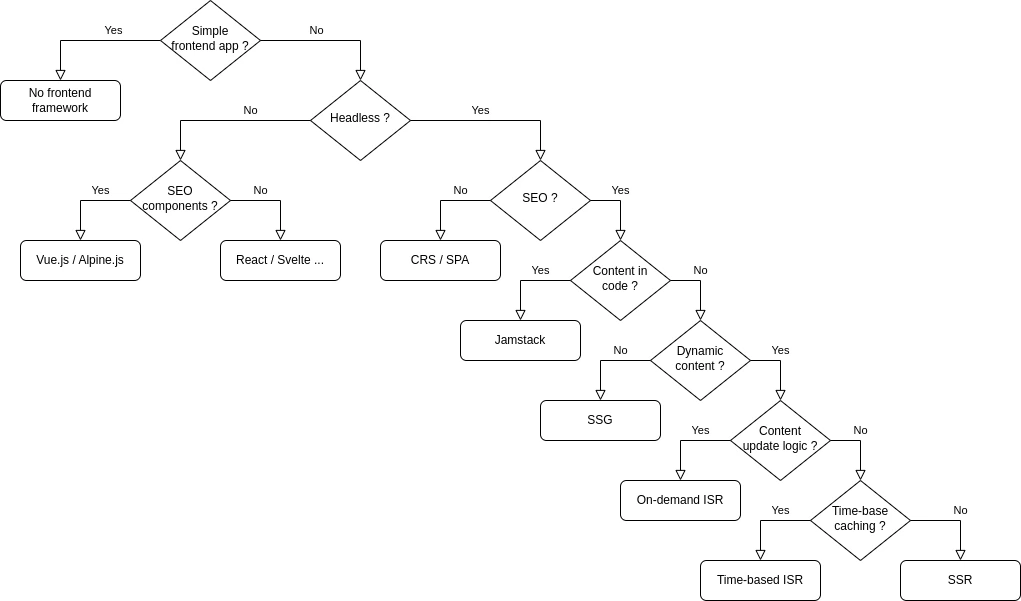 Simple
frontend app ?
Yes
No
No frontend
framework
Headless ?
No
Yes
SEO
components ?
Yes
No
Vue.js / Alpine.js
React / Svelte ...
SEO ?
No
Yes
CRS / SPA
Content in
code ?
Yes
No
Jamstack
Dynamic
content ?
No
Yes
SSG
Content
update logic ?
Yes
No
On-demand ISR
Time-base
caching ?
Yes
No
Time-based ISR
SSR